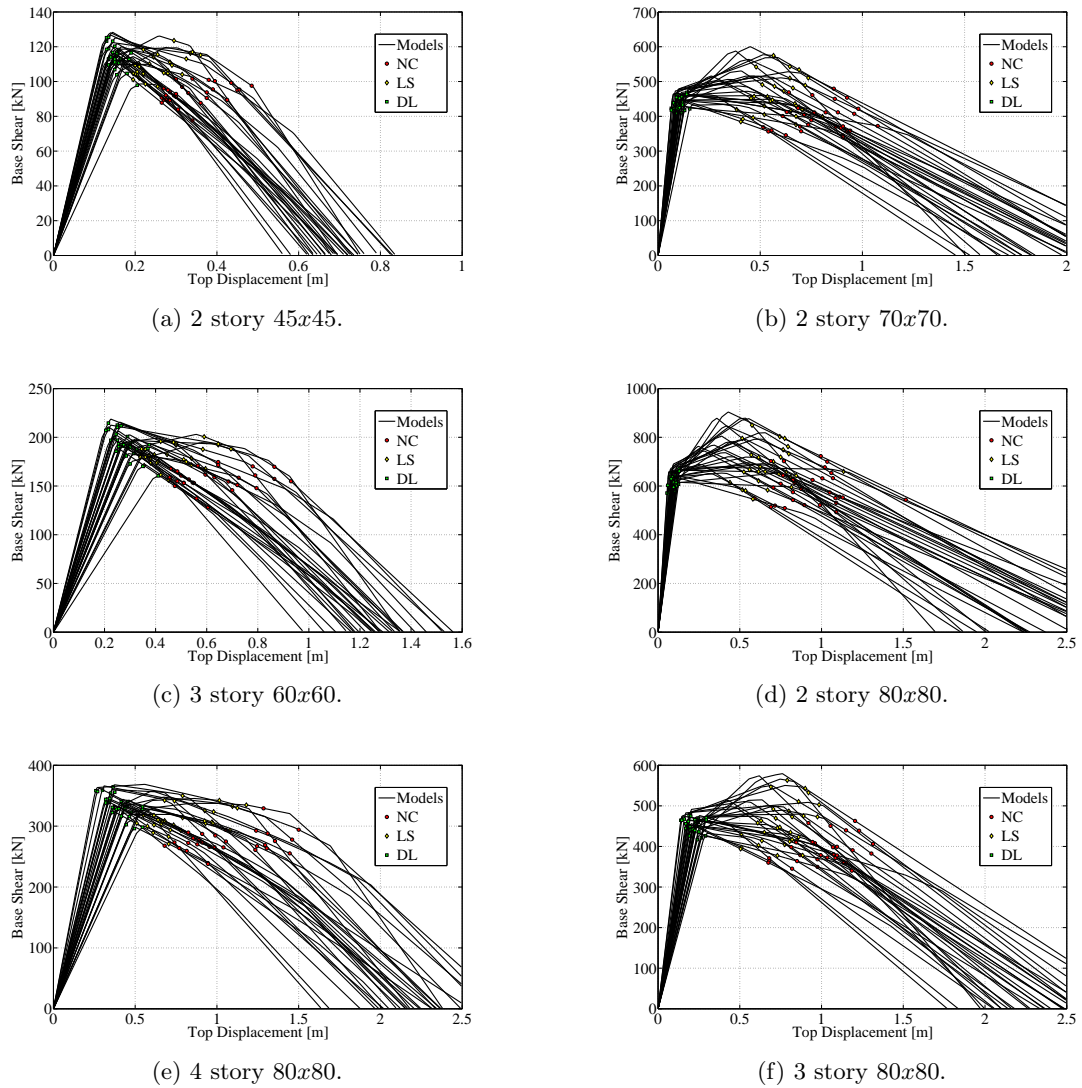 140
120
100
80
60
40
20
0
0 0.2 0.4 0.6 0.8 1
Base Shear [kN]
Top Displacement [m]
Models
NC
LS
DL
(a) 2 story 45x45.
700
600
500
400
300
200
100
0
0 0.5 1 1.5 2
Base Shear [kN]
Top Displacement [m]
Models
NC
LS
DL
(b) 2 story 70x70.
250
200
150
100
50
0
0 0.2 0.4 0.6 0.8 1 1.2 1.4 1.6
Base Shear [kN]
Top Displacement [m]
Models
NC
LS
DL
(c) 3 story 60x60.
1000
800
600
400
200
0
0 0.5 1 1.5 2 2.5
Base Shear [kN]
Top Displacement [m]
Models
NC
LS
DL
(d) 2 story 80x80.
400
300
200
100
0
0 0.5 1 1.5 2 2.5
Base Shear [kN]
Top Displacement [m]
Models
NC
LS
DL
(e) 4 story 80x80.
600
500
400
300
200
100
0
0 0.5 1 1.5 2 2.5
Base Shear [kN]
Top Displacement [m]
Models
NC
LS
DL
(f) 3 story 80x80.